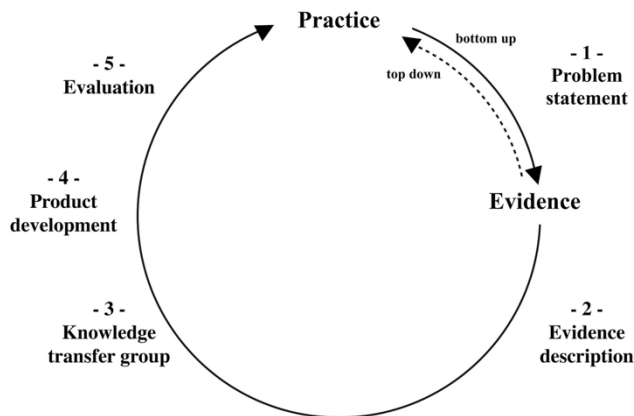 Practice
bottom up
top down
- 1 -
Problem
statement
Evidence
- 2 -
Evidence
description
- 3 -
Knowledge
transfer group
- 4 -
Product
development
- 5 -
Evaluation